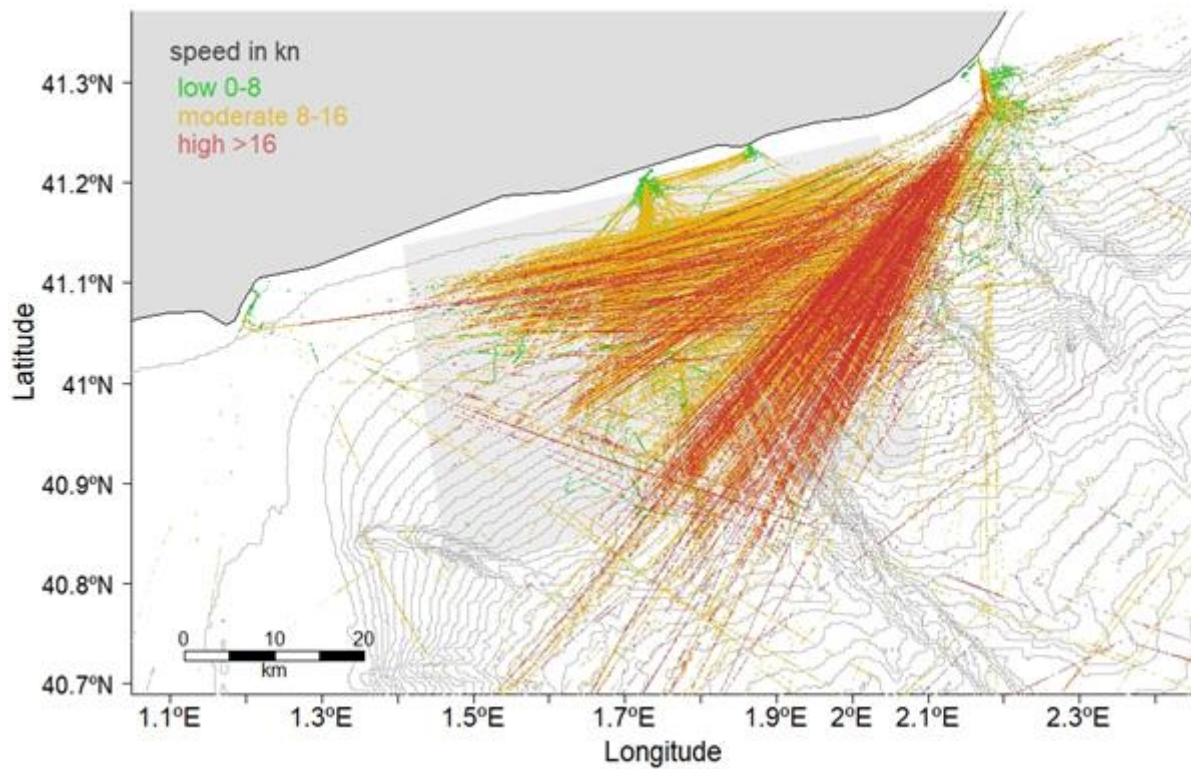 speed in kn
low 0-8
moderate 8-16
high >16
41.3ºN
41.2ºN
41.1ºN
41ºN
40.9ºN
40.8ºN
40.7ºN
Latitude
0 10 20
km
1.1ºE 1.3ºE 1.5ºE 1.7ºE 1.9ºE 2ºE 2.1ºE 2.3ºE
Longitude